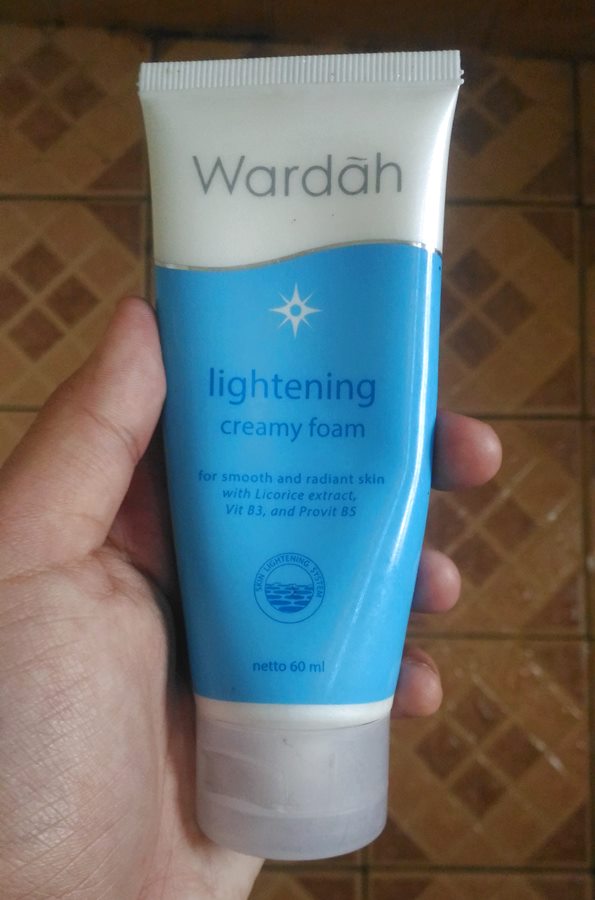 Wardãh
lightening
creamy foam
for smooth and radiant skin
with Licorice extract,
Vit B3, and Provit B5
SKIN LIGHTENING SYSTEM
netto 60 ml